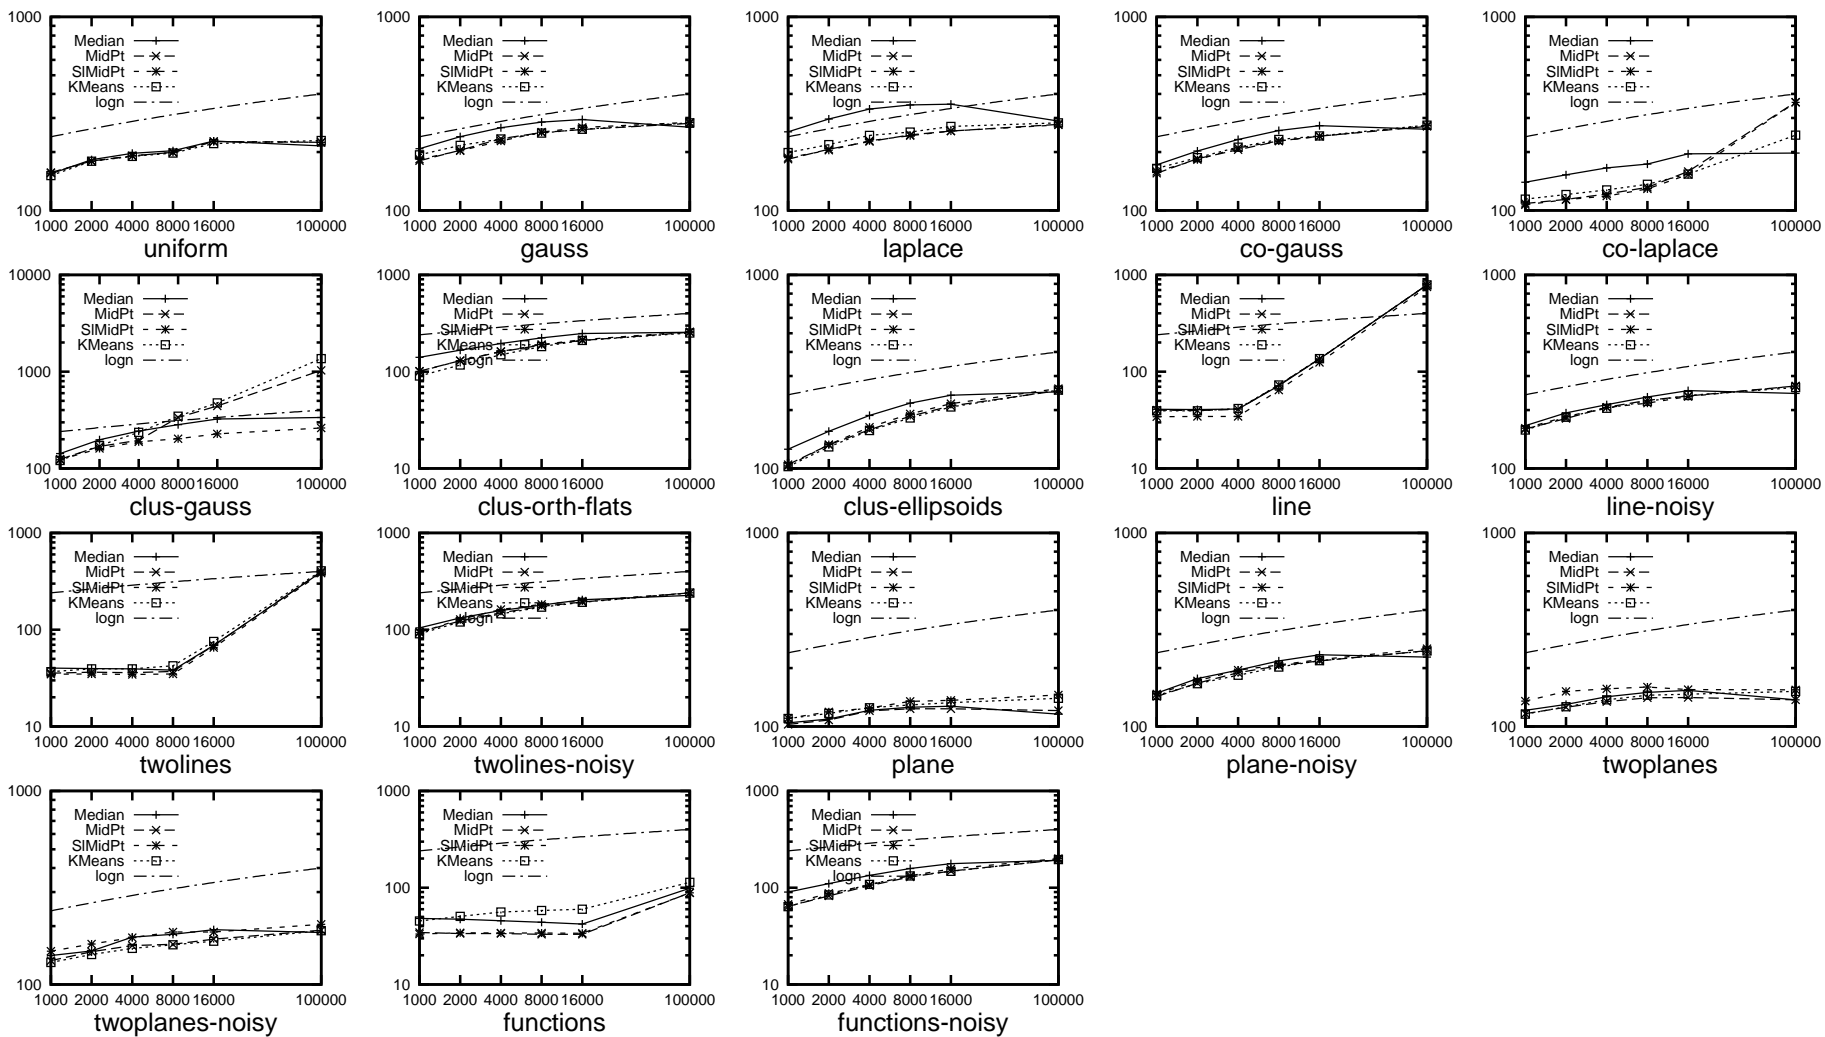 1000
100
Median
MidPt
SlMidPt
KMeans
logn
1000 2000 4000 8000 16000 100000
uniform
1000
100
Median
MidPt
SlMidPt
KMeans
logn
1000 2000 4000 8000 16000 100000
gauss
1000
100
Median
MidPt
SlMidPt
KMeans
logn
1000 2000 4000 8000 16000 100000
laplace
1000
100
Median
MidPt
SlMidPt
KMeans
logn
1000 2000 4000 8000 16000 100000
co-gauss
1000
100
Median
MidPt
SlMidPt
KMeans
logn
1000 2000 4000 8000 16000 100000
co-laplace
10000
1000
100
Median
MidPt
SlMidPt
KMeans
logn
1000 2000 4000 8000 16000 100000
clus-gauss
1000
100
10
Median
MidPt
SlMidPt
KMeans
logn
1000 2000 4000 8000 16000 100000
clus-orth-flats
1000
100
Median
MidPt
SlMidPt
KMeans
logn
1000 2000 4000 8000 16000 100000
clus-ellipsoids
1000
100
10
Median
MidPt
SlMidPt
KMeans
logn
1000 2000 4000 8000 16000 100000
line
1000
100
Median
MidPt
SlMidPt
KMeans
logn
1000 2000 4000 8000 16000 100000
line-noisy
1000
100
10
Median
MidPt
SlMidPt
KMeans
logn
1000 2000 4000 8000 16000 100000
twolines
1000
100
10
Median
MidPt
SlMidPt
KMeans
logn
1000 2000 4000 8000 16000 100000
twolines-noisy
1000
100
Median
MidPt
SlMidPt
KMeans
logn
1000 2000 4000 8000 16000 100000
plane
1000
100
Median
MidPt
SlMidPt
KMeans
logn
1000 2000 4000 8000 16000 100000
plane-noisy
1000
100
Median
MidPt
SlMidPt
KMeans
logn
1000 2000 4000 8000 16000 100000
twoplanes
1000
100
Median
MidPt
SlMidPt
KMeans
logn
1000 2000 4000 8000 16000 100000
twoplanes-noisy
1000
100
10
Median
MidPt
SlMidPt
KMeans
logn
1000 2000 4000 8000 16000 100000
functions
1000
100
10
Median
MidPt
SlMidPt
KMeans
logn
1000 2000 4000 8000 16000 100000
functions-noisy